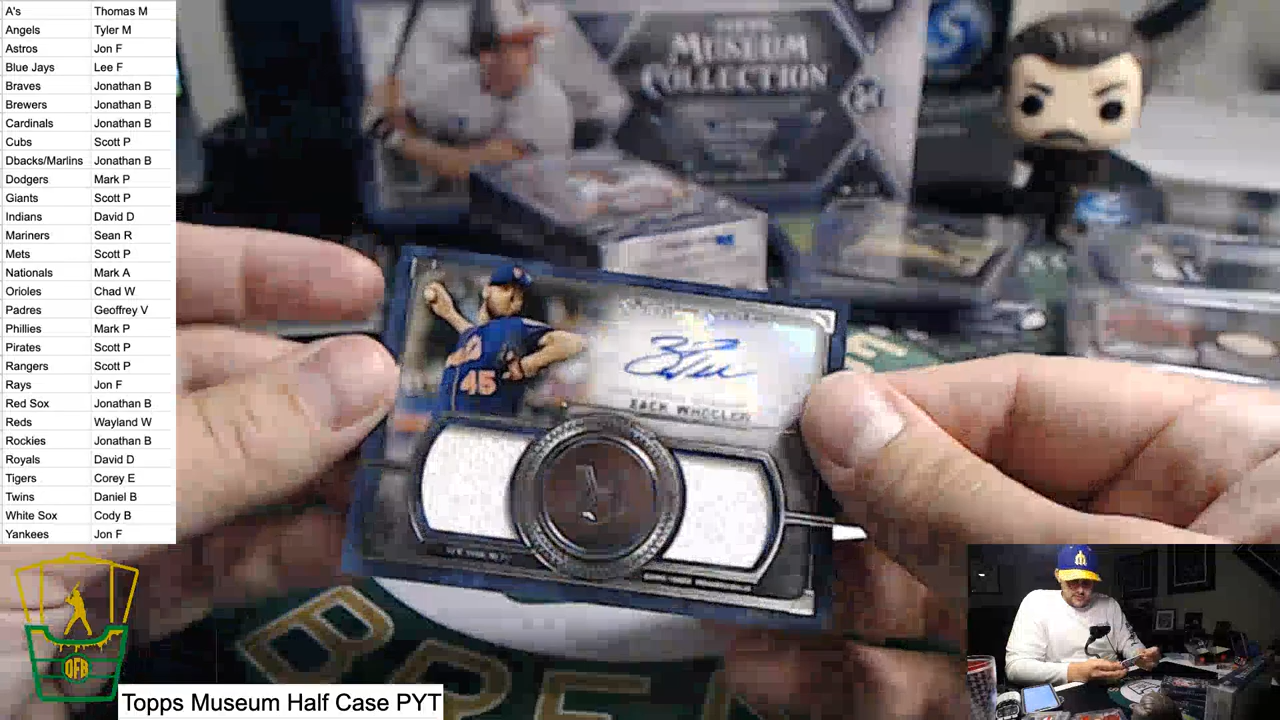 A's Thomas M
Angels Tyler M
Astros Jon F
Blue Jays Lee F
Braves Jonathan B
Brewers Jonathan B
Cardinals Jonathan B
Cubs Scott P
Dbacks/Marlins Jonathan B
Dodgers Mark P
Giants Scott P
Indians David D
Mariners Sean R
Mets Scott P
Nationals Mark A
Orioles Chad W
Padres Geoffrey V
Phillies Mark P
Pirates Scott P
Rangers Scott P
Rays Jon F
Red Sox Jonathan B
Reds Wayland W
Rockies Jonathan B
Royals David D
Tigers Corey E
Twins Daniel B
White Sox Cody B
Yankees Jon F
TOPPS
MUSEUM
COLLECTION
45
ZACK WHEELER
BRE
OFB
Topps Museum Half Case PYT